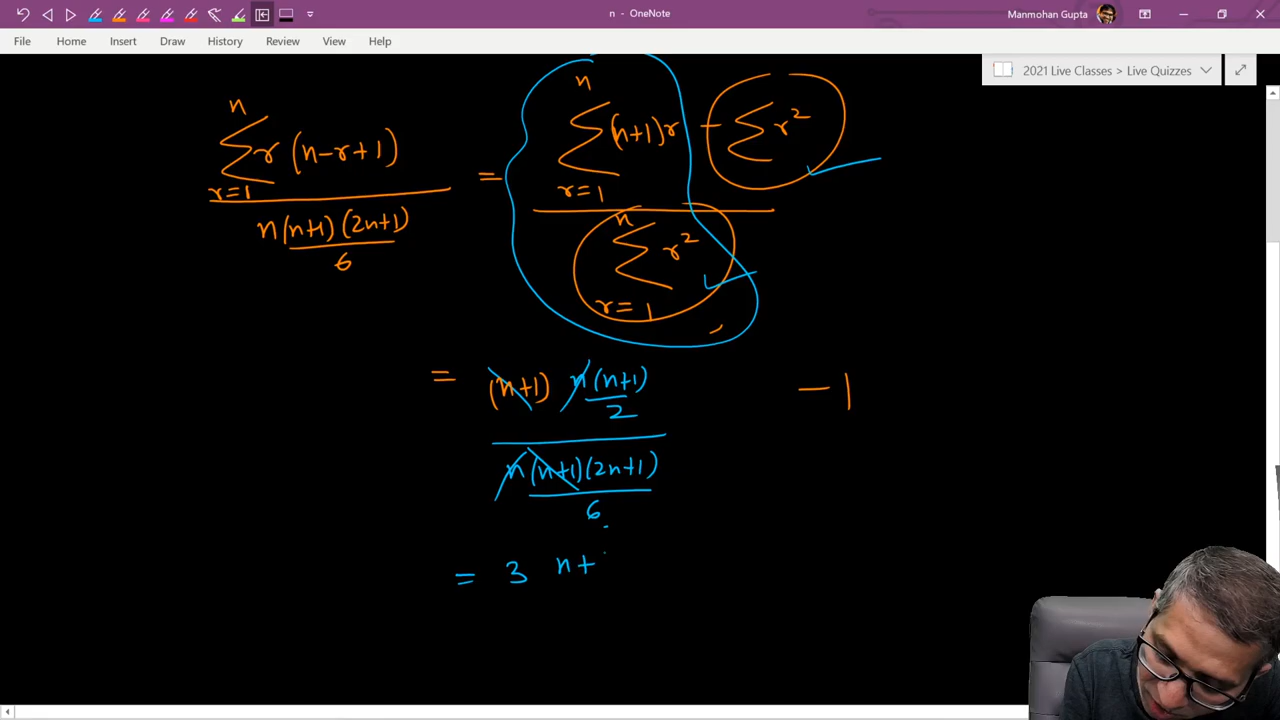 n - OneNote
Manmohan Gupta
File Home Insert Draw History Review View Help
2021 Live Classes > Live Quizzes
n n
∑ r (n-r+1) = ∑ (n+1)r - ∑ r²
r=1 r=1
n(n+1)(2n+1) n
6 ∑ r²
r=1
= (n+1) n(n+1) -1
2
n(n+1)(2n+1)
6
= 3 n+